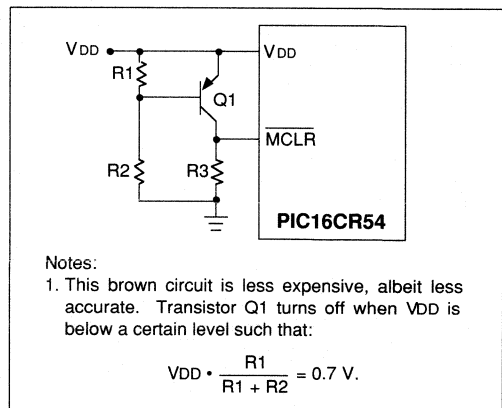 VDD
VDD
R1
Q1
MCLR
R2
R3
PIC16CR54
Notes:
1. This brown circuit is less expensive, albeit less
accurate. Transistor Q1 turns off when VDD is
below a certain level such that:
VDD • R1 / R1 + R2 = 0.7 V.